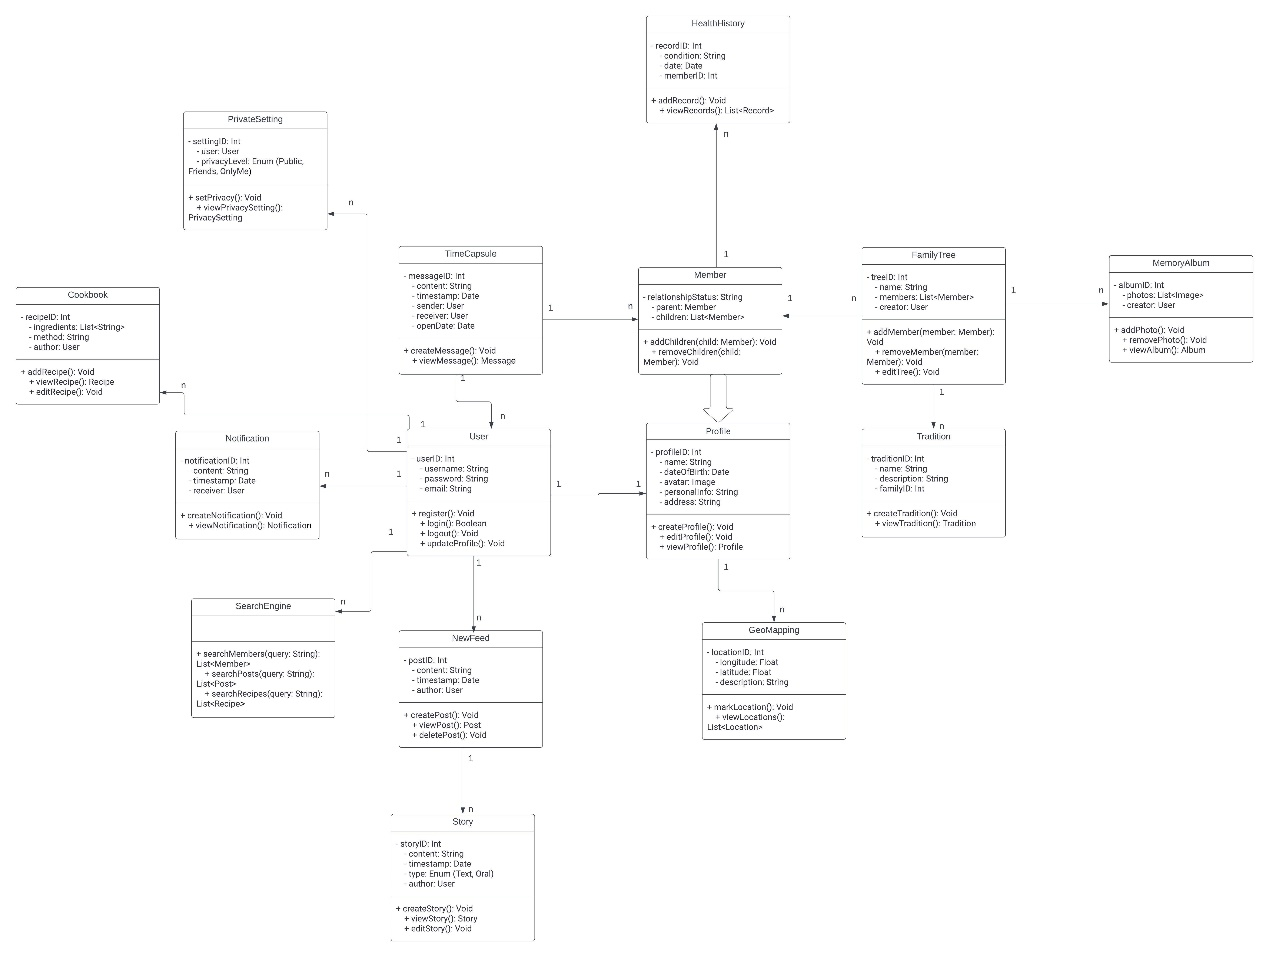 HealthHistory
- recordID: Int
- condition: String
- date: Date
- memberID: Int
+ addRecord(): Void
+ viewRecords(): List<Record>
n
1
PrivateSetting
- settingID: Int
- user: User
- privacyLevel: Enum (Public,
Friends, OnlyMe)
+ setPrivacy(): Void
+ viewPrivacySetting():
PrivacySetting
n
TimeCapsule
- messageID: Int
- content: String
- timestamp: Date
- sender: User
- receiver: User
- openDate: Date
+ createMessage(): Void
+ viewMessage(): Message
1
n
1
n
Member
- relationshipStatus: String
- parent: Member
- children: List<Member>
+ addChildren(child: Member): Void
+ removeChildren(child:
Member): Void
1
n
FamilyTree
- treeID: Int
- name: String
- members: List<Member>
- creator: User
+ addMember(member: Member):
Void
+ removeMember(member:
Member): Void
+ editTree(): Void
1
n
1
n
MemoryAlbum
- albumID: Int
- photos: List<Image>
- creator: User
+ addPhoto(): Void
+ removePhoto(): Void
+ viewAlbum(): Album
Cookbook
- recipeID: Int
- ingredients: List<String>
- method: String
- author: User
+ addRecipe(): Void
+ viewRecipe(): Recipe
+ editRecipe(): Void
n
1
1
Notification
notificationID: Int
content: String
- timestamp: Date
- receiver: User
+ createNotification(): Void
+ viewNotification(): Notification
n
1
User
userID: Int
- username: String
- password: String
- email: String
+ register(): Void
+ login(): Boolean
+ logout(): Void
+ updateProfile(): Void
1
1
Profile
- profileID: Int
- name: String
- dateOfBirth: Date
- avatar: Image
- personalInfo: String
- address: String
+ createProfile(): Void
+ editProfile(): Void
+ viewProfile(): Profile
Tradition
traditionID: Int
- name: String
- description: String
- familyID: Int
+ createTradition(): Void
+ viewTradition(): Tradition
1
n
SearchEngine
+ searchMembers(query: String):
List<Member>
+ searchPosts(query: String):
List<Post>
+ searchRecipes(query: String):
List<Recipe>
1
n
NewFeed
- postID: Int
- content: String
- timestamp: Date
- author: User
+ createPost(): Void
+ viewPost(): Post
+ deletePost(): Void
1
n
GeoMapping
- locationID: Int
- longitude: Float
- latitude: Float
- description: String
+ markLocation(): Void
+ viewLocations():
List<Location>
1
n
Story
- storyID: Int
- content: String
- timestamp: Date
- type: Enum (Text, Oral)
- author: User
+ createStory(): Void
+ viewStory(): Story
+ editStory(): Void